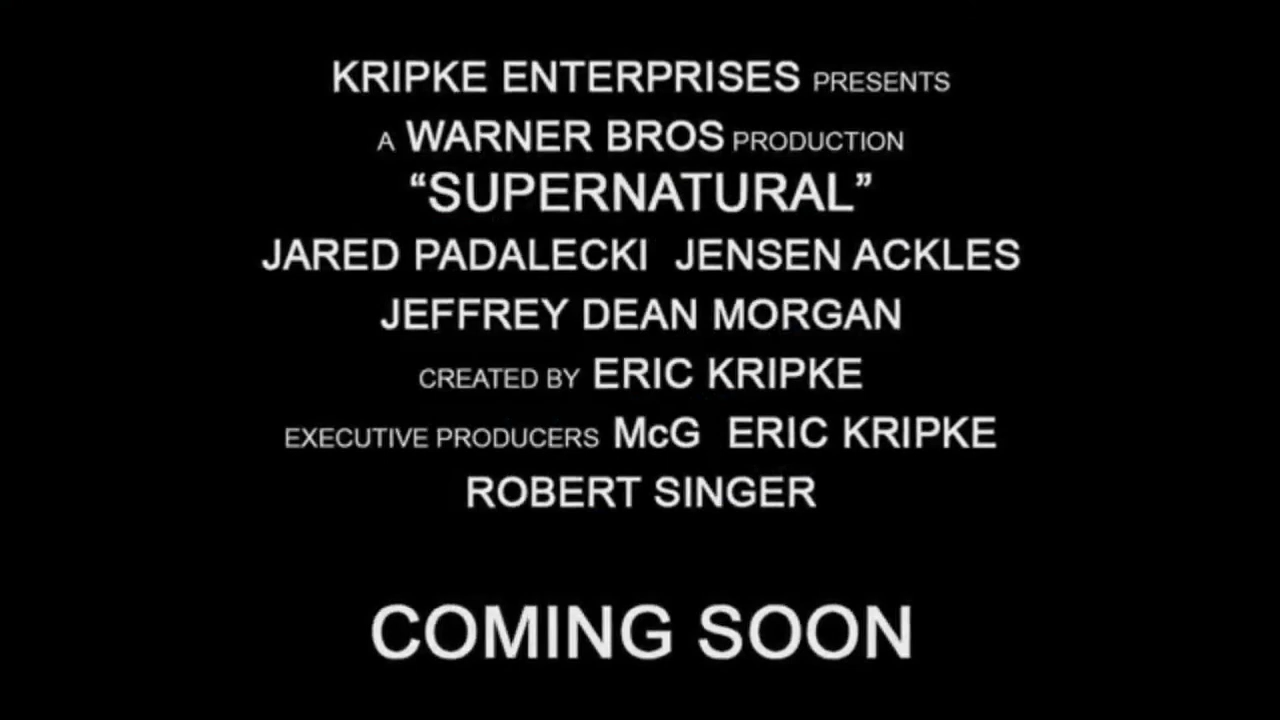 KRIPKE ENTERPRISES PRESENTS
A WARNER BROS PRODUCTION
“SUPERNATURAL”
JARED PADALECKI JENSEN ACKLES
JEFFREY DEAN MORGAN
CREATED BY ERIC KRIPKE
EXECUTIVE PRODUCERS McG ERIC KRIPKE
ROBERT SINGER
COMING SOON